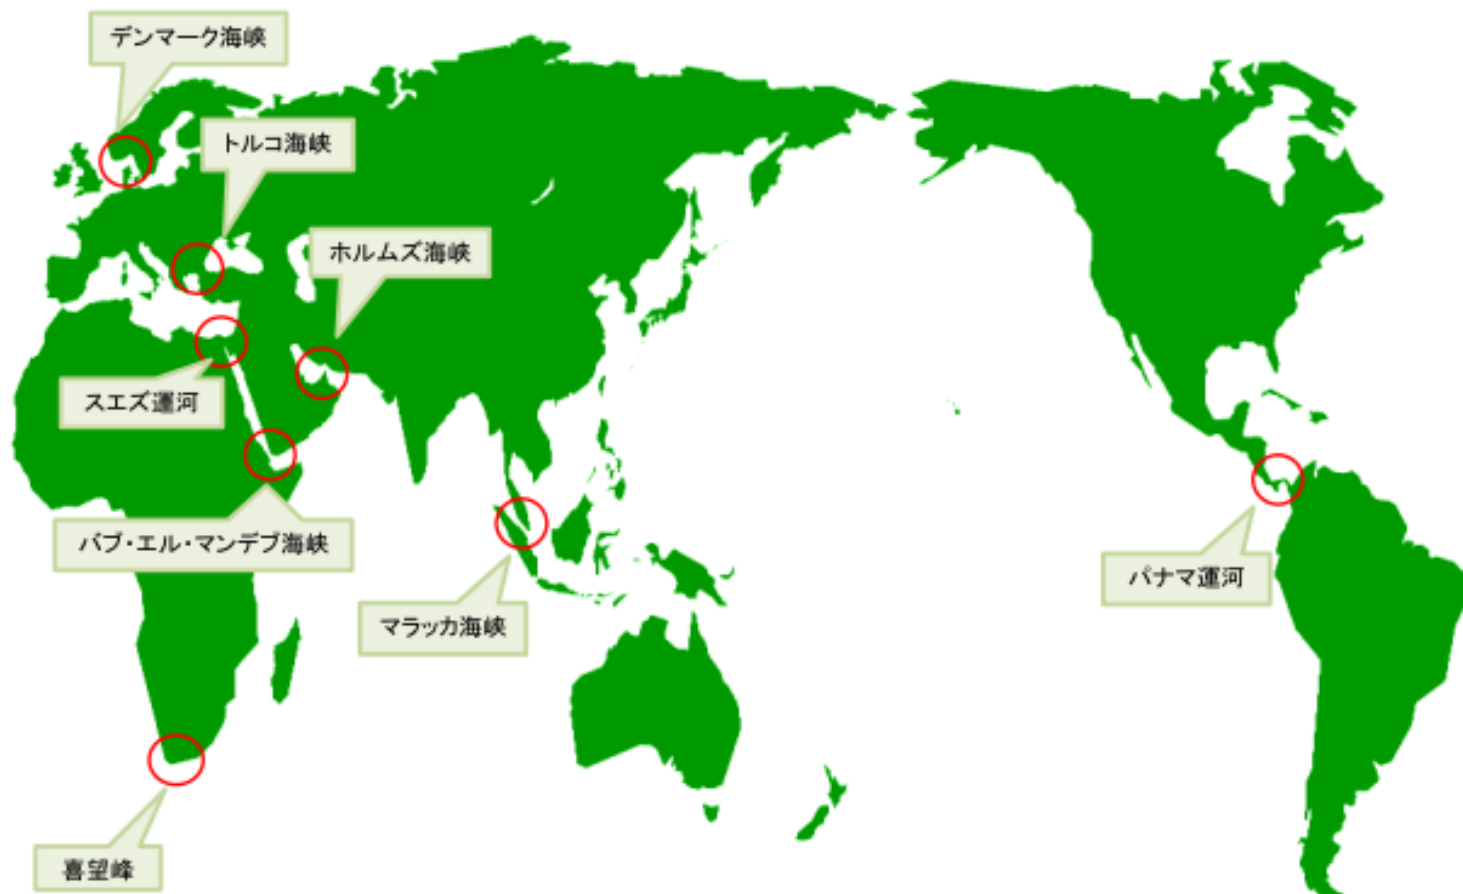 デンマーク海峡
トルコ海峡
ホルムズ海峡
スエズ運河
バブ・エル・マンデブ海峡
マラッカ海峡
パナマ運河
喜望峰